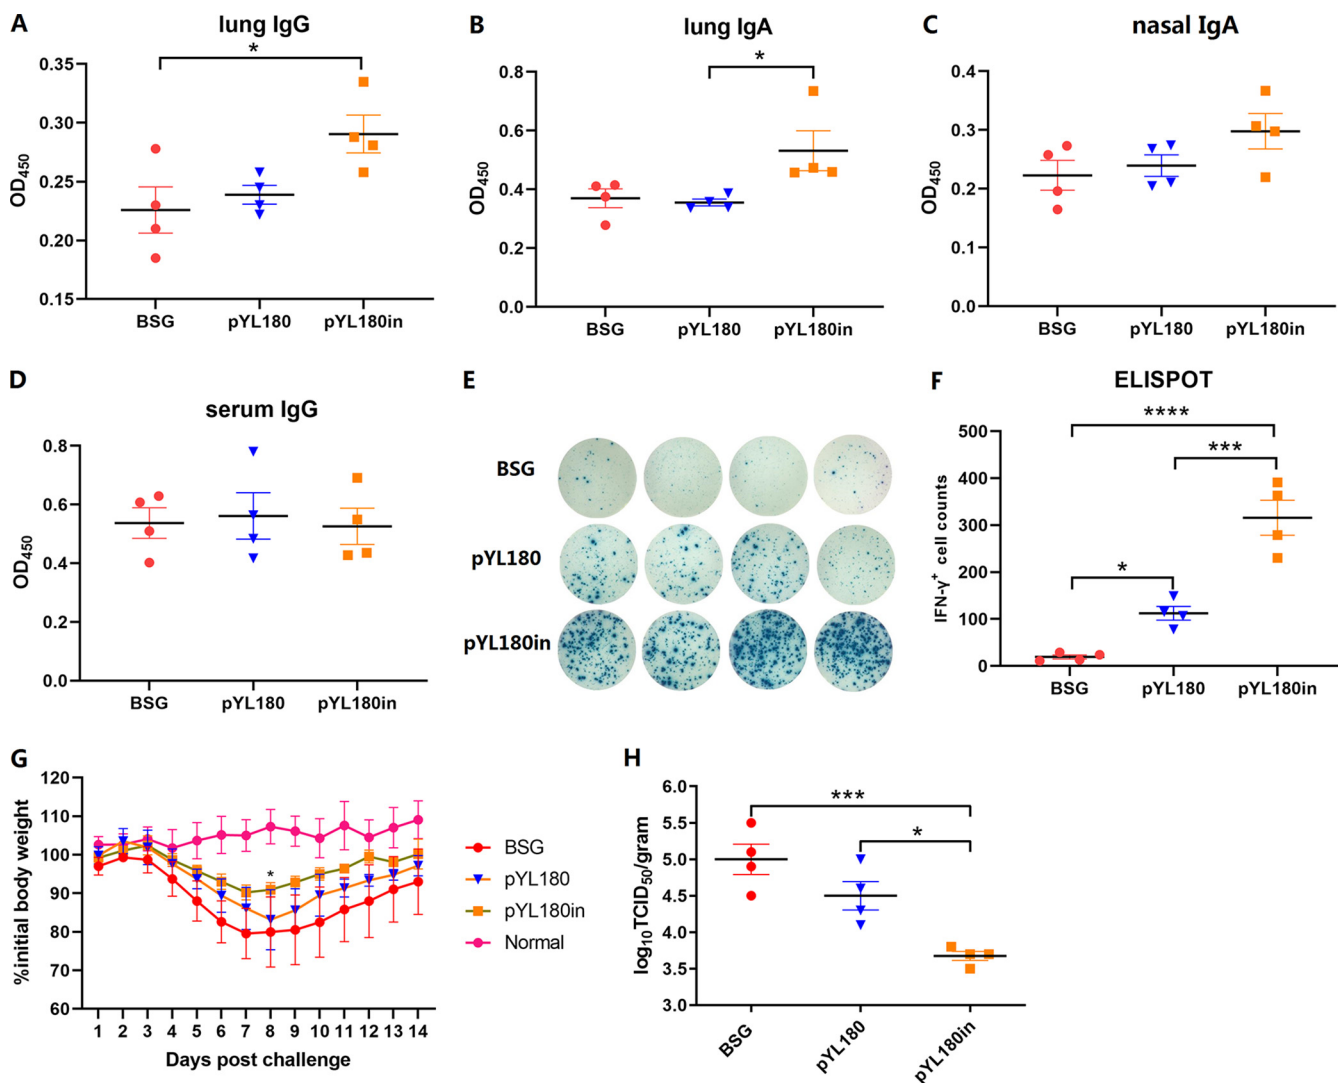 A
lung IgG
*
OD450
0.35
0.30
0.25
0.20
0.15
BSG
pYL180
pYL180in
B
lung IgA
*
OD450
0.8
0.6
0.4
0.2
0.0
BSG
pYL180
pYL180in
C
nasal IgA
OD450
0.4
0.3
0.2
0.1
0.0
BSG
pYL180
pYL180in
D
serum IgG
OD450
0.8
0.6
0.4
0.2
0.0
BSG
pYL180
pYL180in
E
BSG
pYL180
pYL180in
F
ELISPOT
****
***
*
IFN-γ+ cell counts
500
400
300
200
100
0
BSG
pYL180
pYL180in
G
%initial body weight
120
110
100
90
80
70
60
*
1 2 3 4 5 6 7 8 9 10 11 12 13 14
Days post challenge
BSG
pYL180
pYL180in
Normal
H
***
*
log10TCID50/gram
6.0
5.5
5.0
4.5
4.0
3.5
3.0
BSG
pYL180
pYL180in